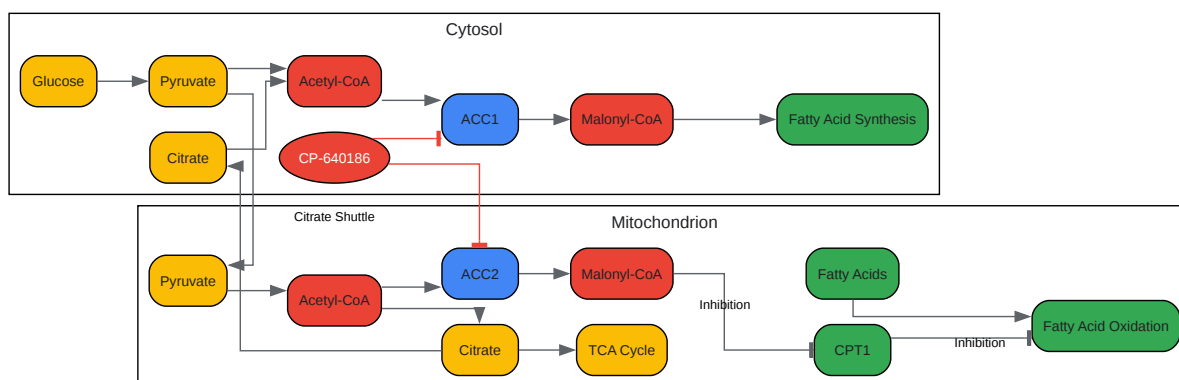 Cytosol
Glucose
Pyruvate
Acetyl-CoA
ACC1
Malonyl-CoA
Fatty Acid Synthesis
Citrate
CP-640186
Citrate Shuttle
Mitochondrion
Pyruvate
Acetyl-CoA
ACC2
Malonyl-CoA
Fatty Acids
Inhibition
Fatty Acid Oxidation
Citrate
TCA Cycle
CPT1
Inhibition